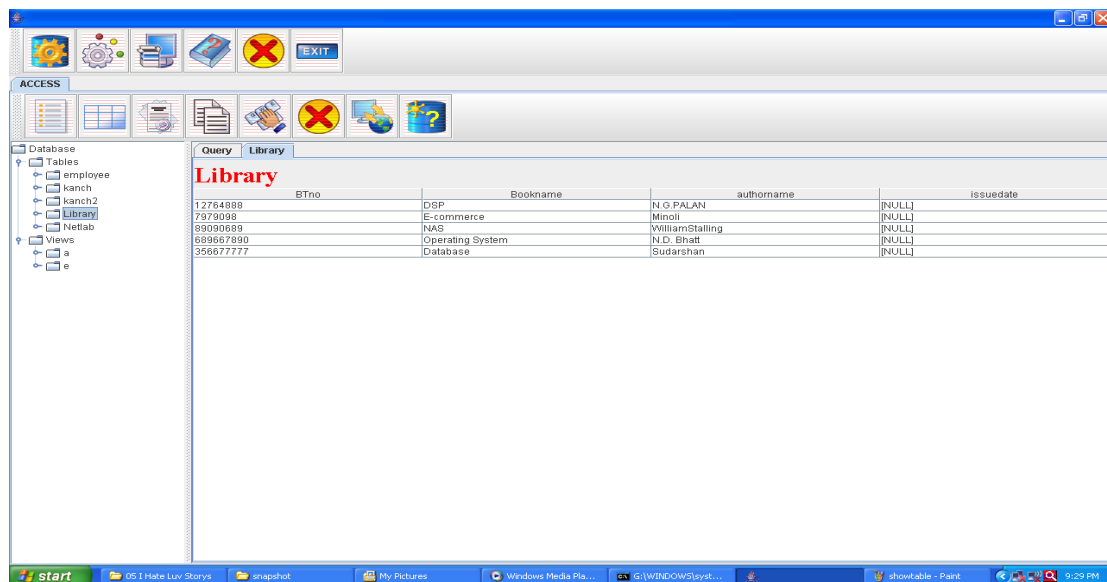 EXIT
ACCESS
Database
Tables
employee
kanch
kanch2
Library
Netlab
Views
a
e
Query Library
Library
BTno Bookname authorname issuedate
12764888 DSP N.G.PALAN [NULL]
7979098 E-commerce Minoli [NULL]
89090689 NAS WilliamStalling [NULL]
689667890 Operating System N.D. Bhatt [NULL]
356677777 Database Sudarshan [NULL]
start 05 I Hate Luv Storys snapshot My Pictures Windows Media Pla... G:\WINDOWS\syst... showtable - Paint 9:29 PM